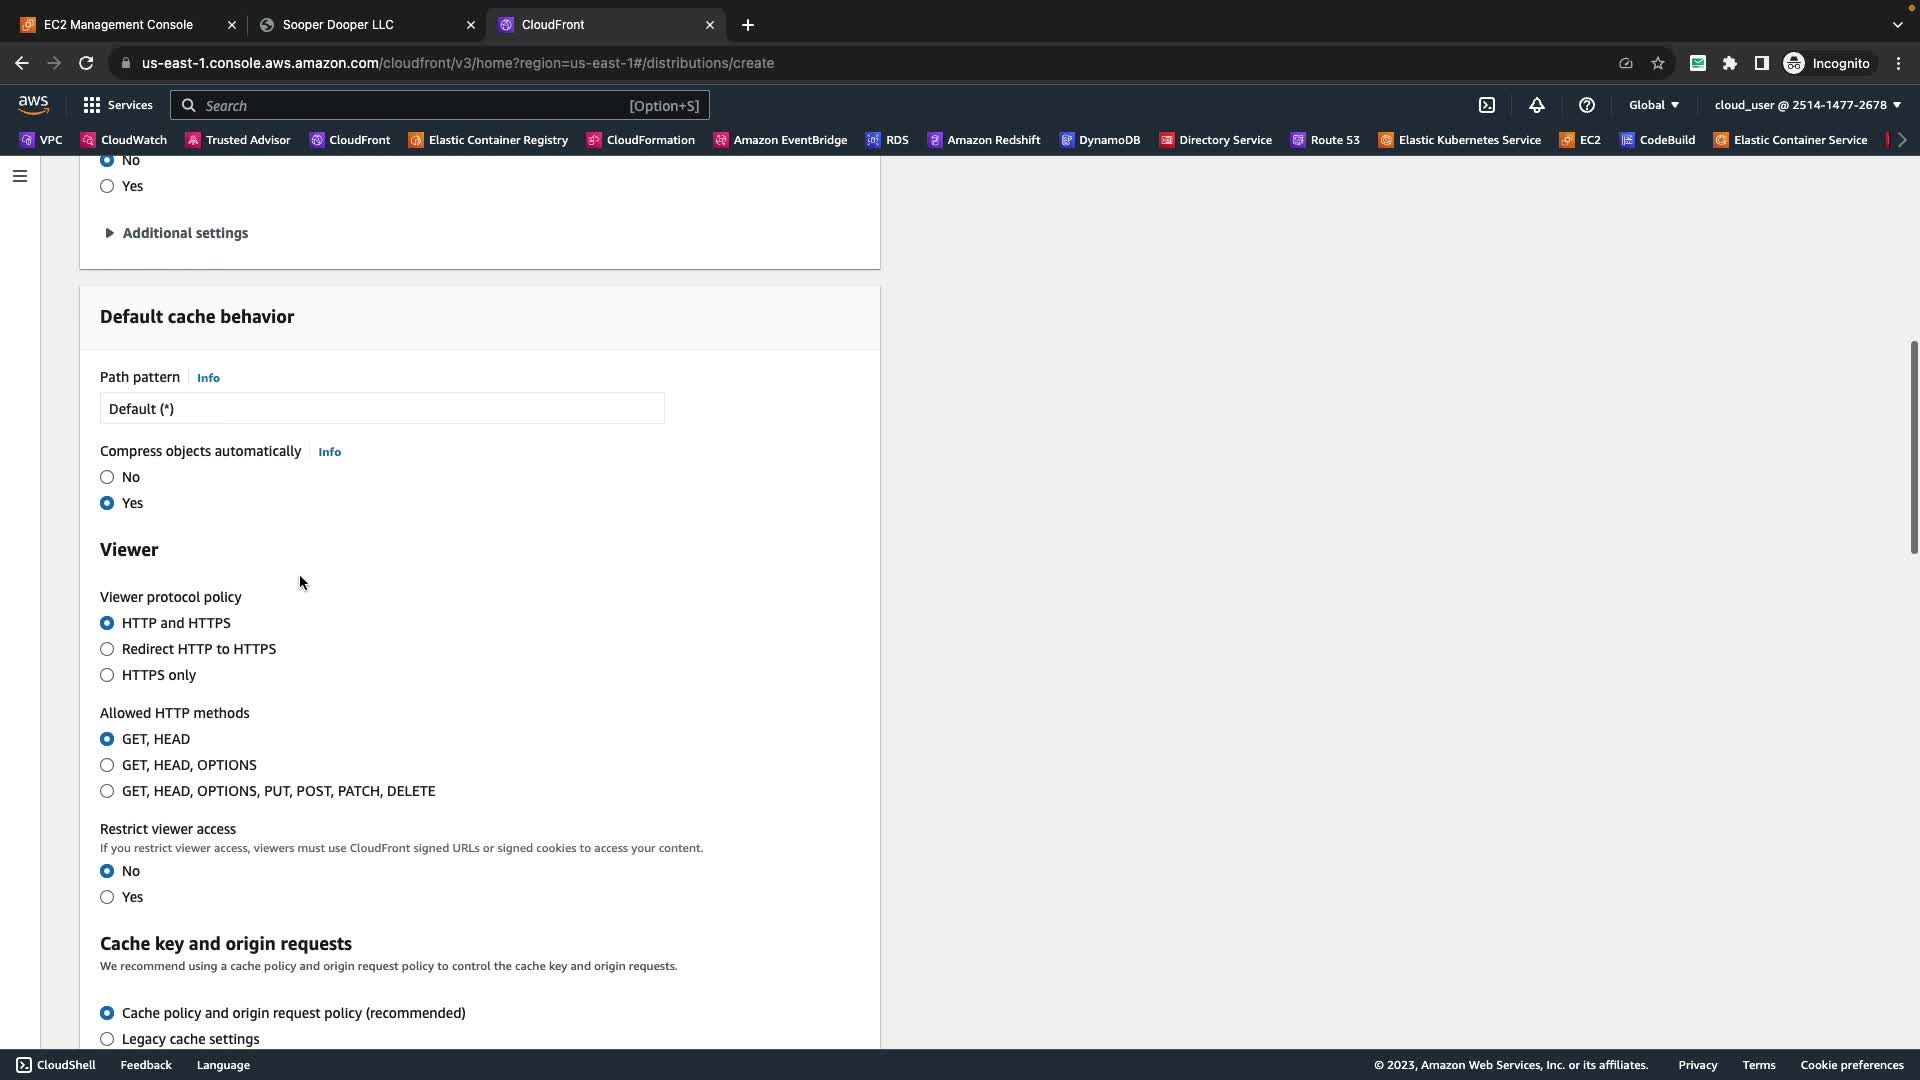 EC2 Management Console
Sooper Dooper LLC
CloudFront
us-east-1.console.aws.amazon.com/cloudfront/v3/home?region=us-east-1#/distributions/create
Incognito
aws
Services
Search
[Option+S]
Global
cloud_user @ 2514-1477-2678
VPC
CloudWatch
Trusted Advisor
CloudFront
Elastic Container Registry
CloudFormation
Amazon EventBridge
RDS
Amazon Redshift
DynamoDB
Directory Service
Route 53
Elastic Kubernetes Service
EC2
CodeBuild
Elastic Container Service
No
Yes
Additional settings
Default cache behavior
Path pattern
Info
Default (*)
Compress objects automatically
Info
No
Yes
Viewer
Viewer protocol policy
HTTP and HTTPS
Redirect HTTP to HTTPS
HTTPS only
Allowed HTTP methods
GET, HEAD
GET, HEAD, OPTIONS
GET, HEAD, OPTIONS, PUT, POST, PATCH, DELETE
Restrict viewer access
If you restrict viewer access, viewers must use CloudFront signed URLs or signed cookies to access your content.
No
Yes
Cache key and origin requests
We recommend using a cache policy and origin request policy to control the cache key and origin requests.
Cache policy and origin request policy (recommended)
Legacy cache settings
CloudShell
Feedback
Language
© 2023, Amazon Web Services, Inc. or its affiliates.
Privacy
Terms
Cookie preferences